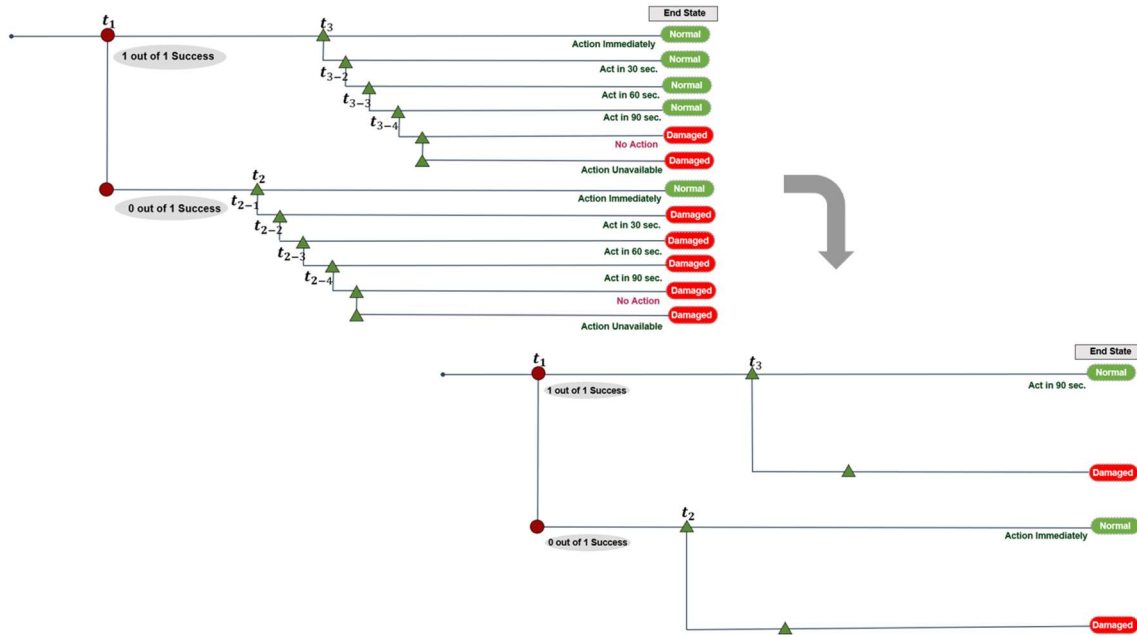 End State
t₁
t₃
Normal
1 out of 1 Success
Action Immediately
Normal
t₃₋₂
Act in 30 sec.
Normal
t₃₋₃
Act in 60 sec.
Normal
t₃₋₄
Act in 90 sec.
Damaged
No Action
Damaged
Action Unavailable
t₂
Normal
0 out of 1 Success
t₂₋₁
Action Immediately
Damaged
t₂₋₂
Act in 30 sec.
Damaged
t₂₋₃
Act in 60 sec.
Damaged
t₂₋₄
Act in 90 sec.
Damaged
No Action
Damaged
Action Unavailable
End State
t₁
t₃
Normal
1 out of 1 Success
Act in 90 sec.
Damaged
t₂
Normal
0 out of 1 Success
Action Immediately
Damaged